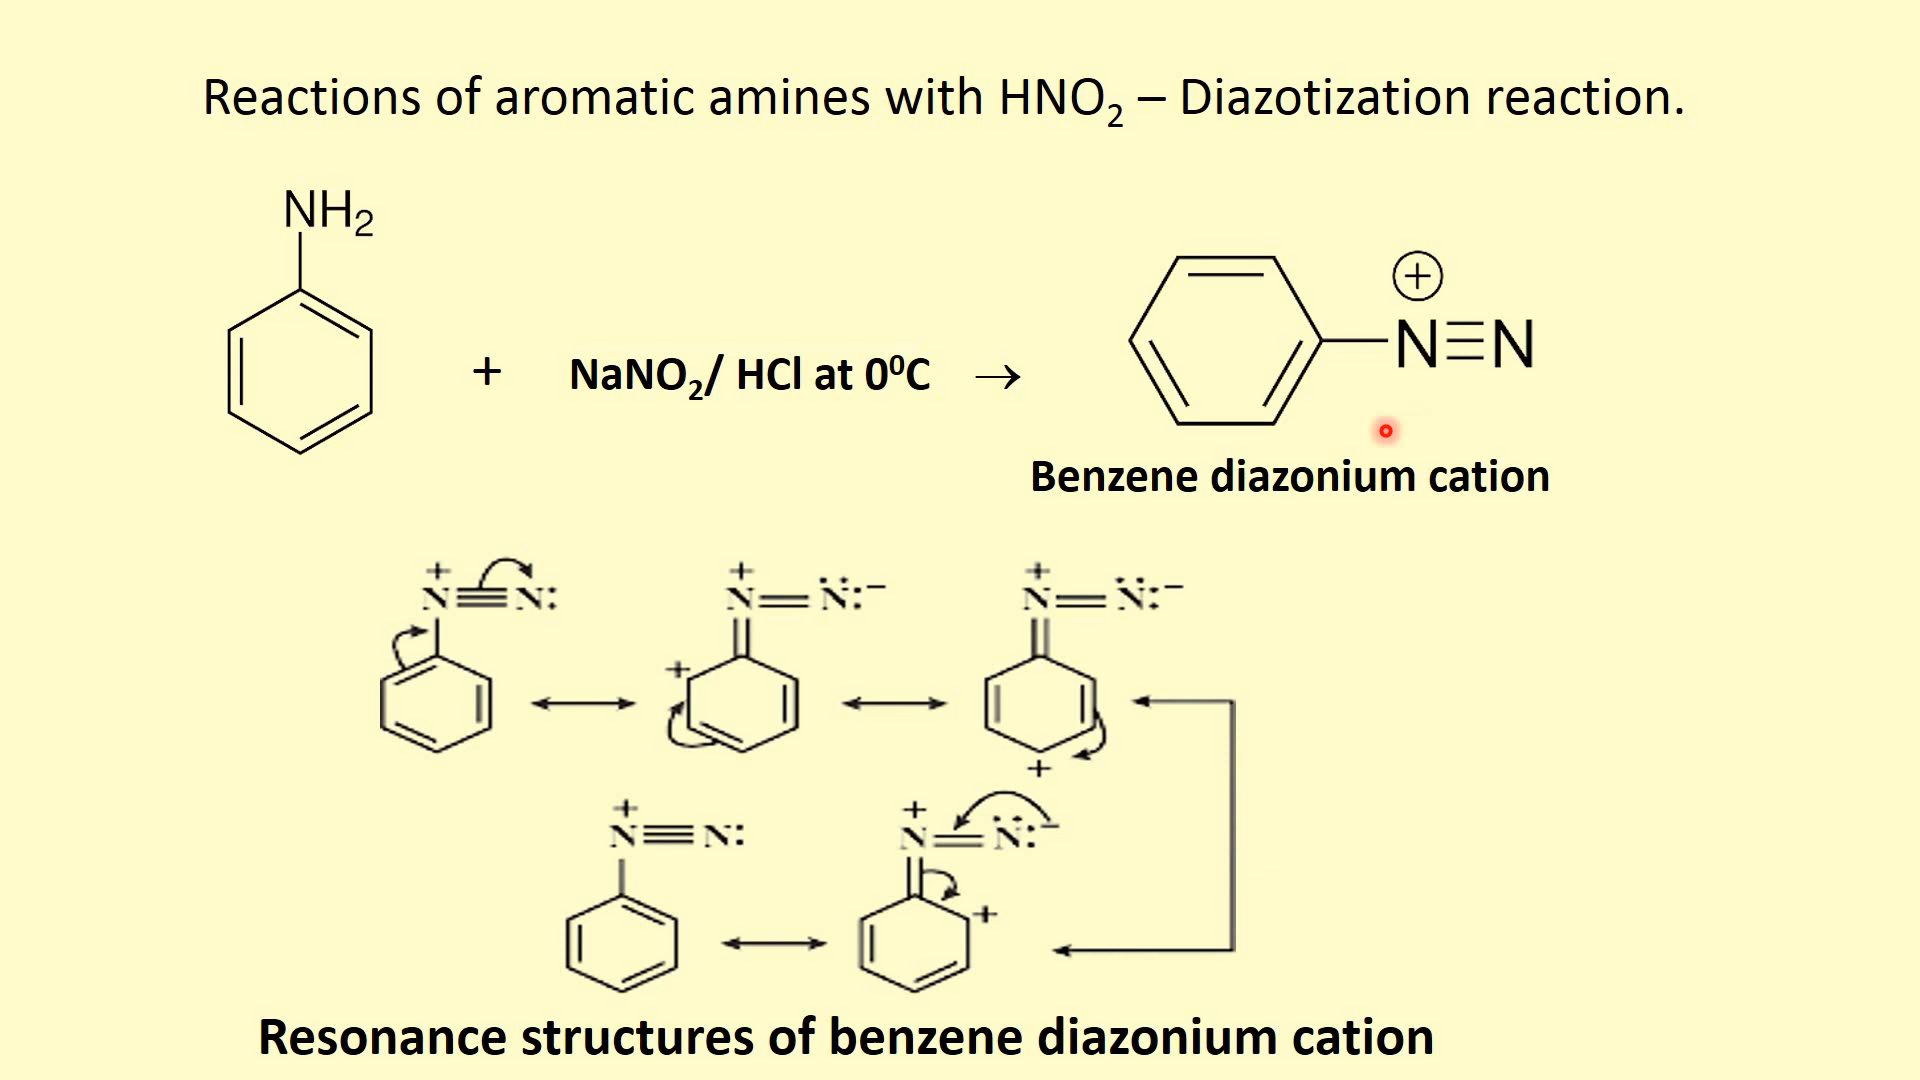 Reactions of aromatic amines with HNO₂ – Diazotization reaction.
NH₂
+ NaNO₂/ HCl at 0⁰C →
⊕
N≡N
Benzene diazonium cation
+ + +
N≡N: N=N̈:⁻ N=N̈:⁻
+
+
+ +
N≡N: N=N̈:⁻
+
Resonance structures of benzene diazonium cation